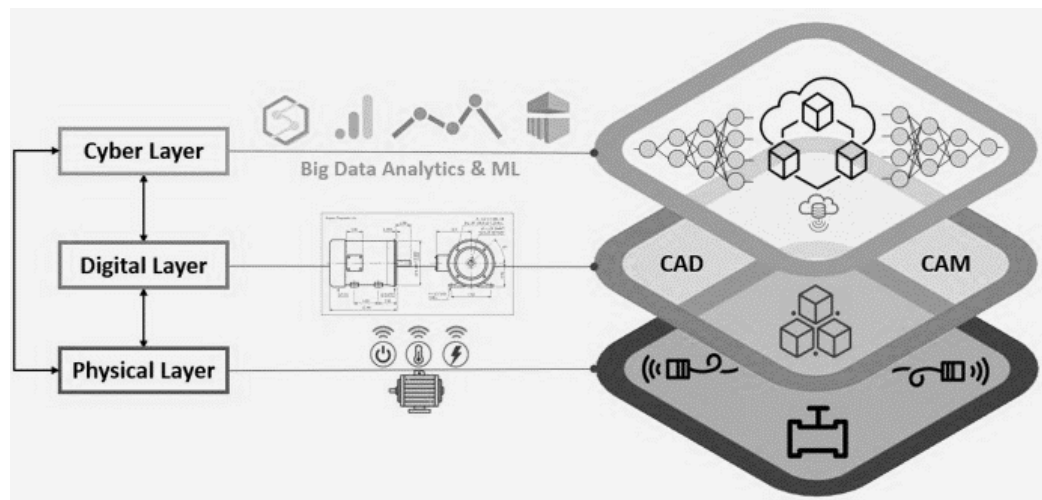 Cyber Layer
Big Data Analytics & ML
Digital Layer
CAD
CAM
Physical Layer